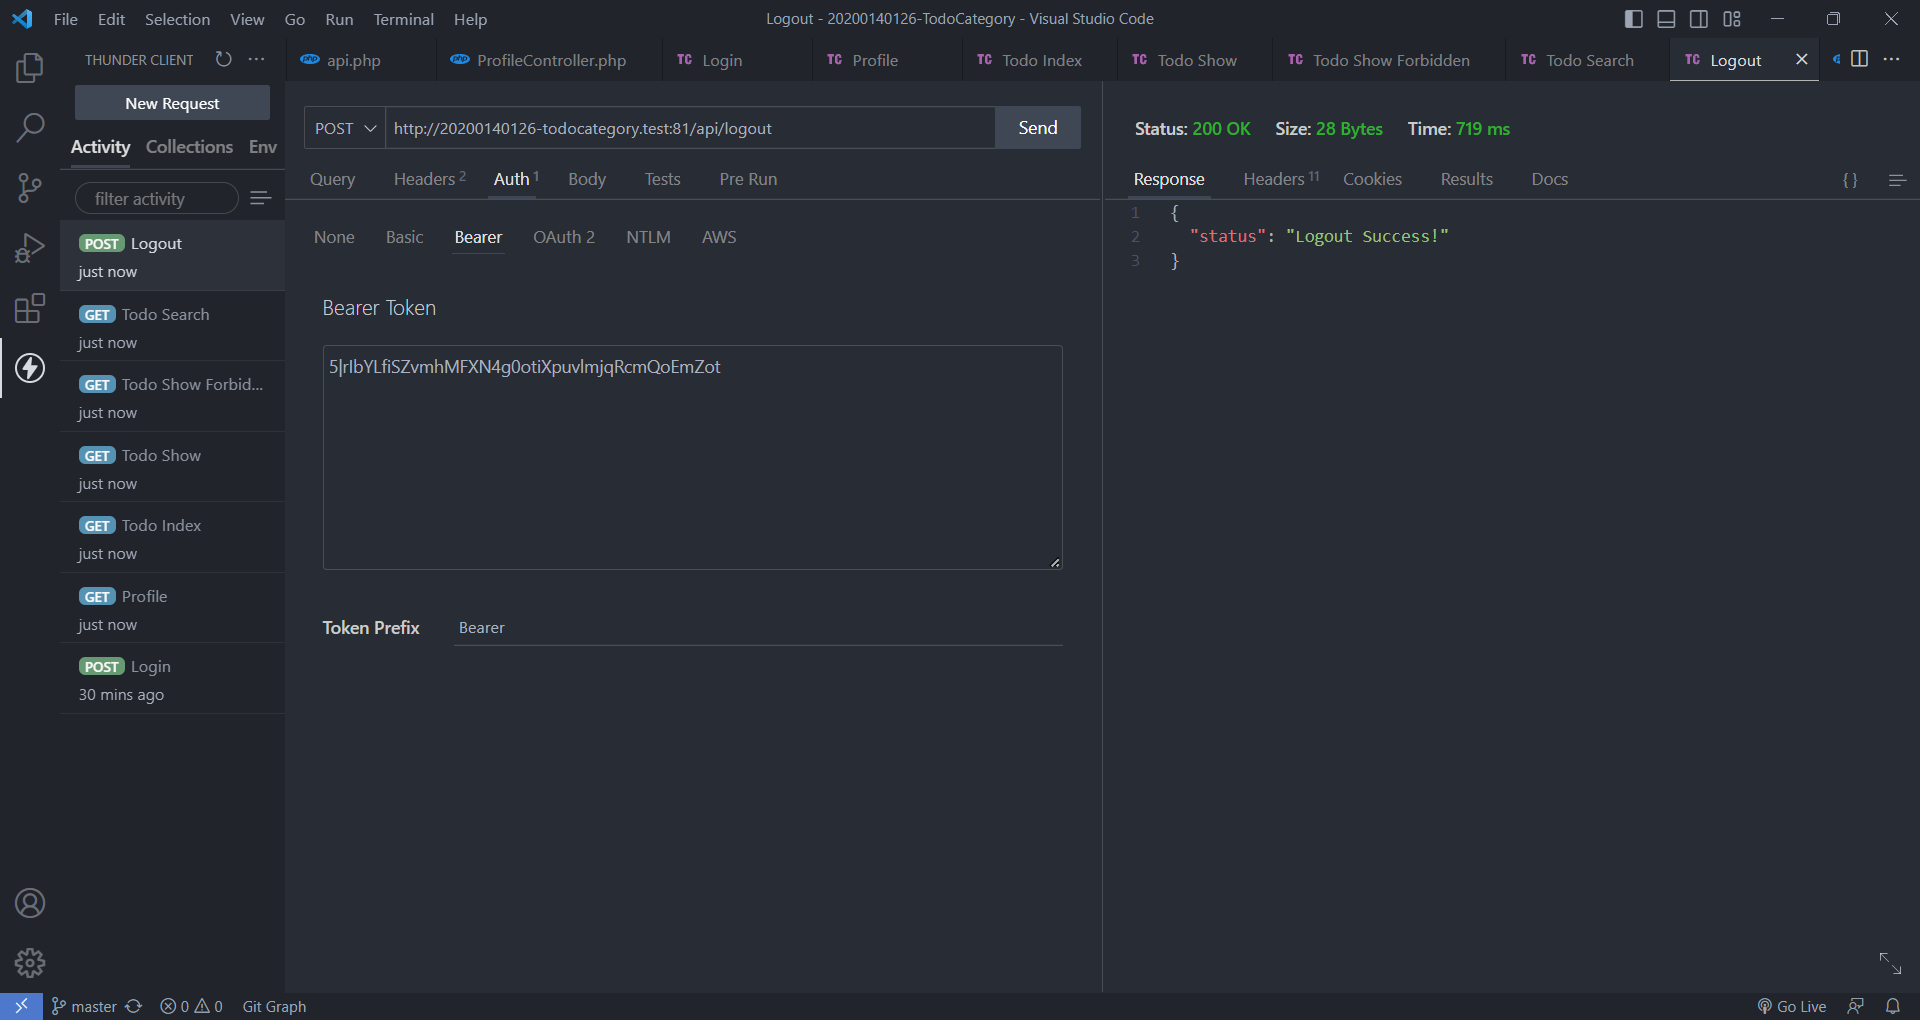 File Edit Selection View Go Run Terminal Help
Logout - 20200140126-TodoCategory - Visual Studio Code
THUNDER CLIENT
New Request
Activity Collections Env
filter activity
POST Logout
just now
GET Todo Search
just now
GET Todo Show Forbid...
just now
GET Todo Show
just now
GET Todo Index
just now
GET Profile
just now
POST Login
30 mins ago
php api.php
php ProfileController.php
TC Login
TC Profile
TC Todo Index
TC Todo Show
TC Todo Show Forbidden
TC Todo Search
TC Logout
POST http://20200140126-todocategory.test:81/api/logout Send
Query Headers 2 Auth 1 Body Tests Pre Run
None Basic Bearer OAuth 2 NTLM AWS
Bearer Token
5|rIbYLfiSZvmhMFXN4g0otiXpuvlmjqRcmQoEmZot
Token Prefix Bearer
Status: 200 OK Size: 28 Bytes Time: 719 ms
Response Headers 11 Cookies Results Docs { }
1 {
2 "status": "Logout Success!"
3 }
master 0 0 Git Graph
Go Live